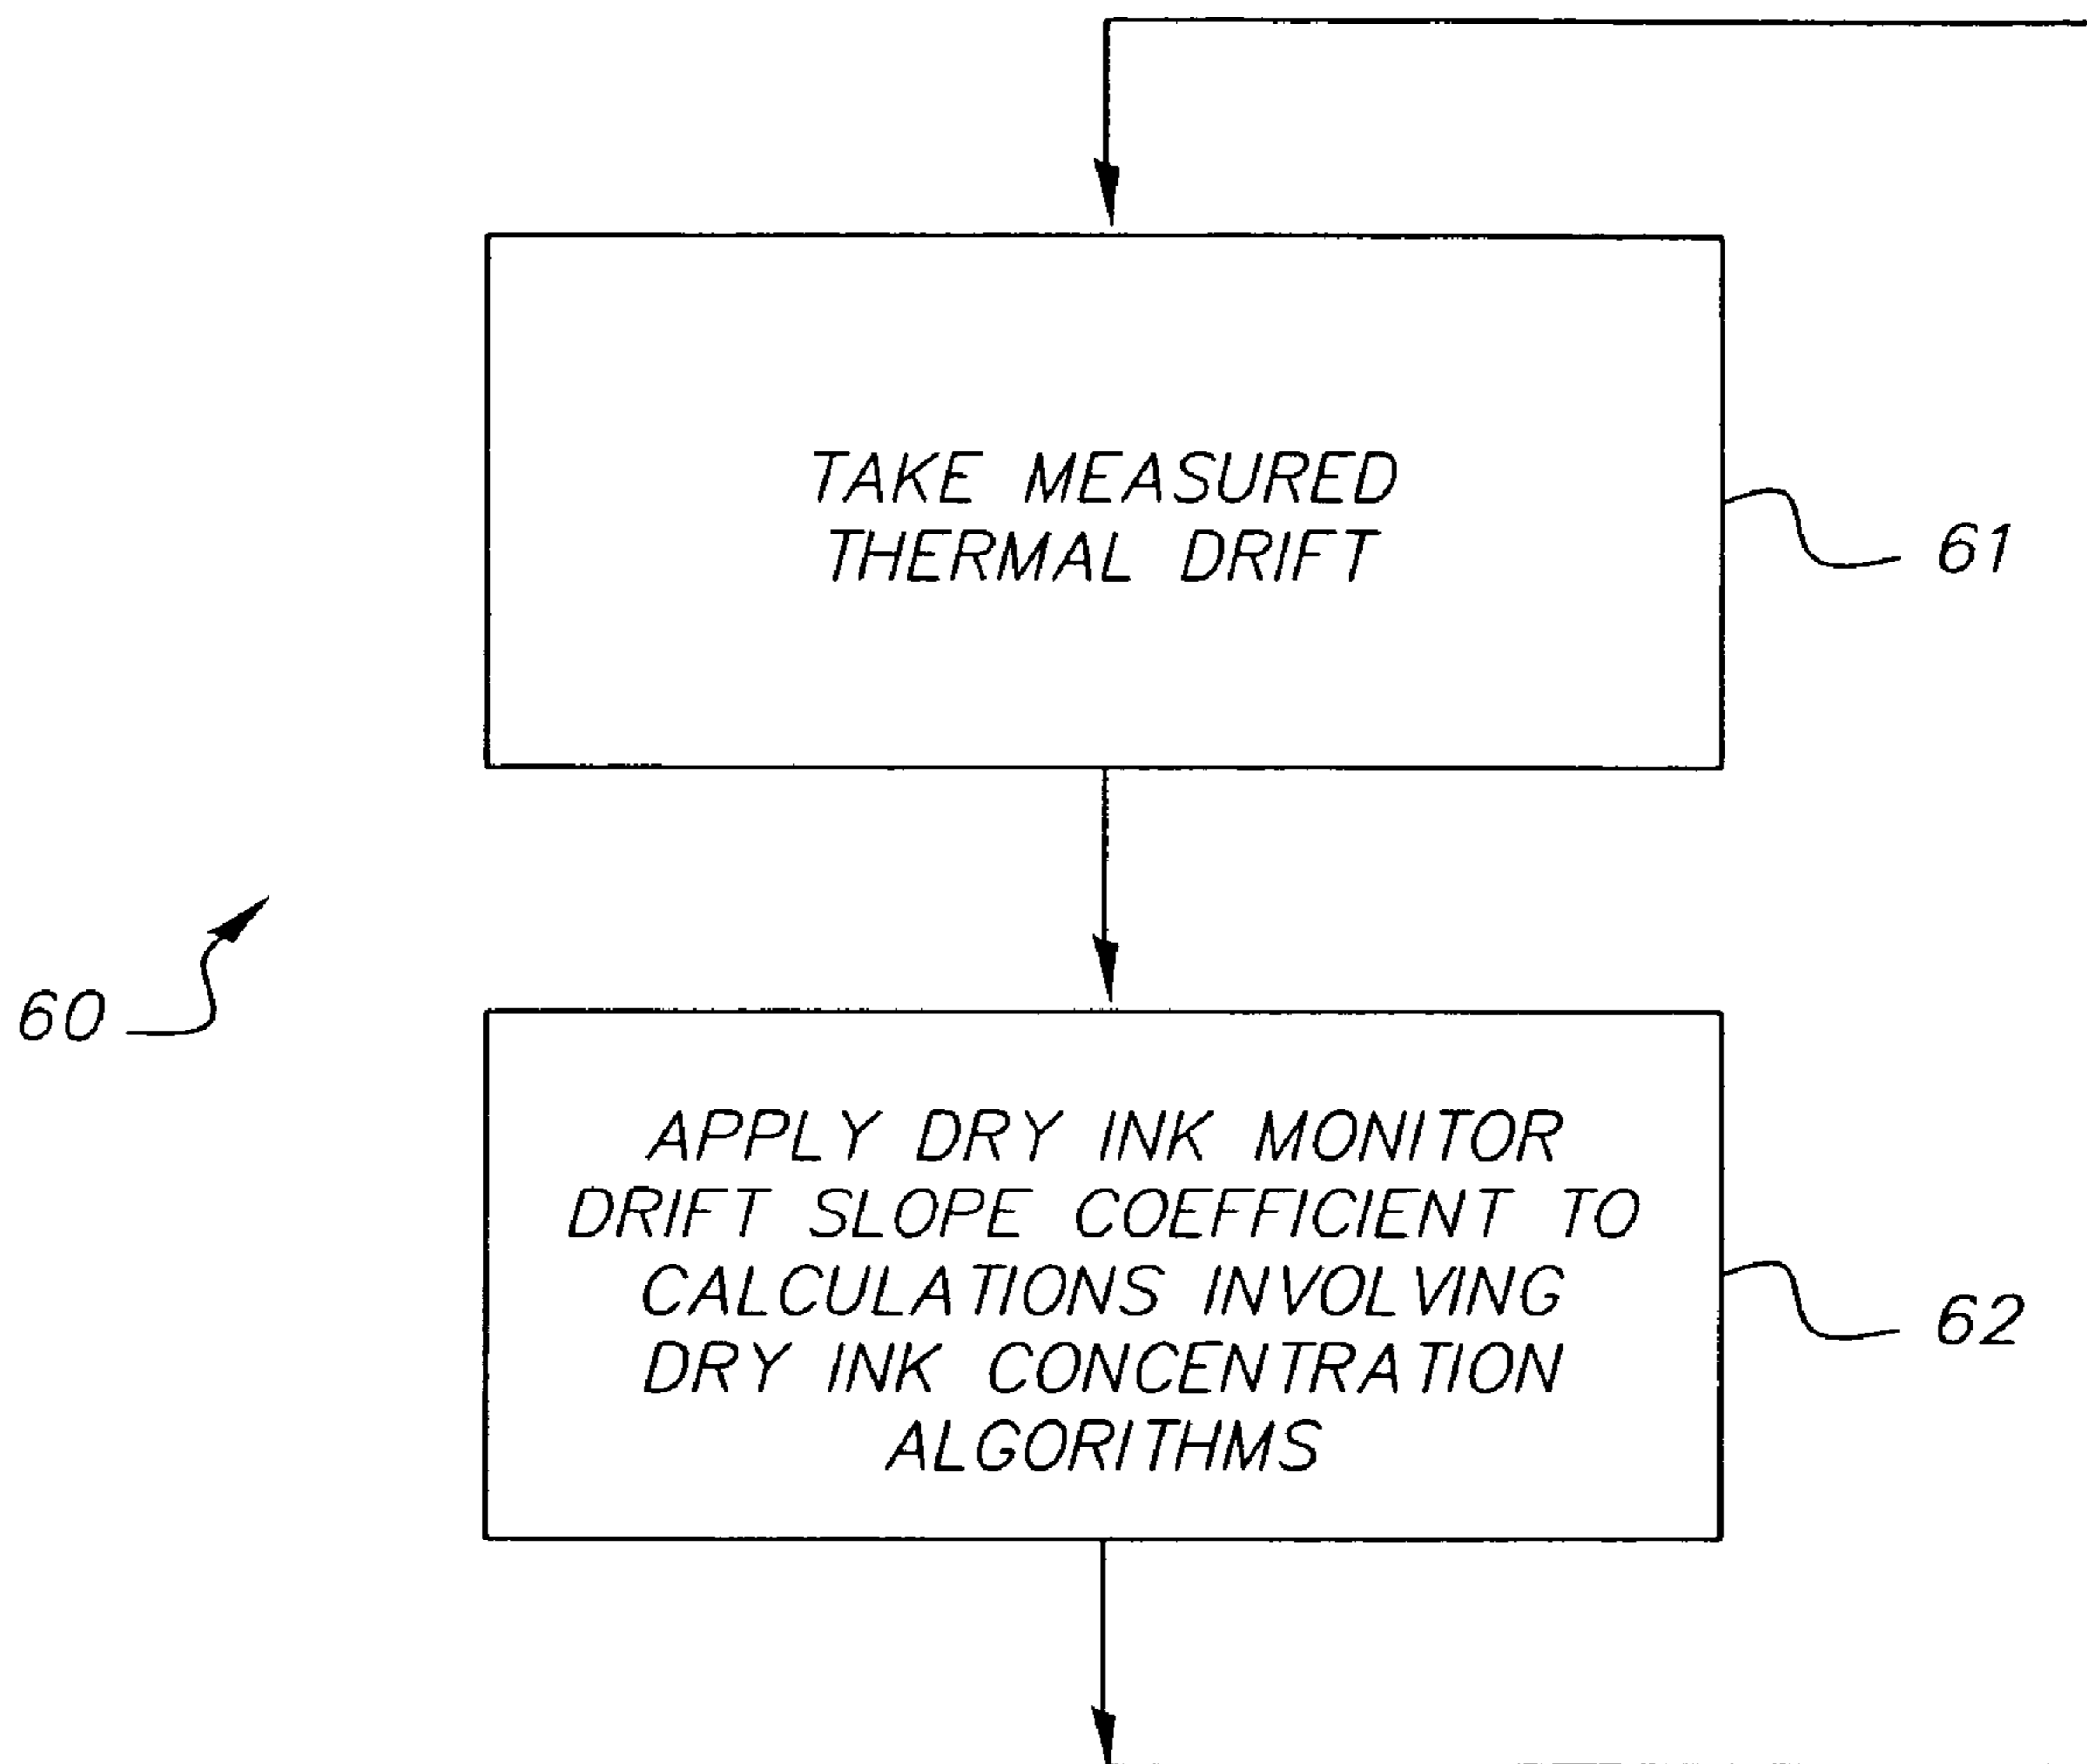 TAKE MEASURED
THERMAL DRIFT
61
60
APPLY DRY INK MONITOR
DRIFT SLOPE COEFFICIENT TO
CALCULATIONS INVOLVING
DRY INK CONCENTRATION
ALGORITHMS
62